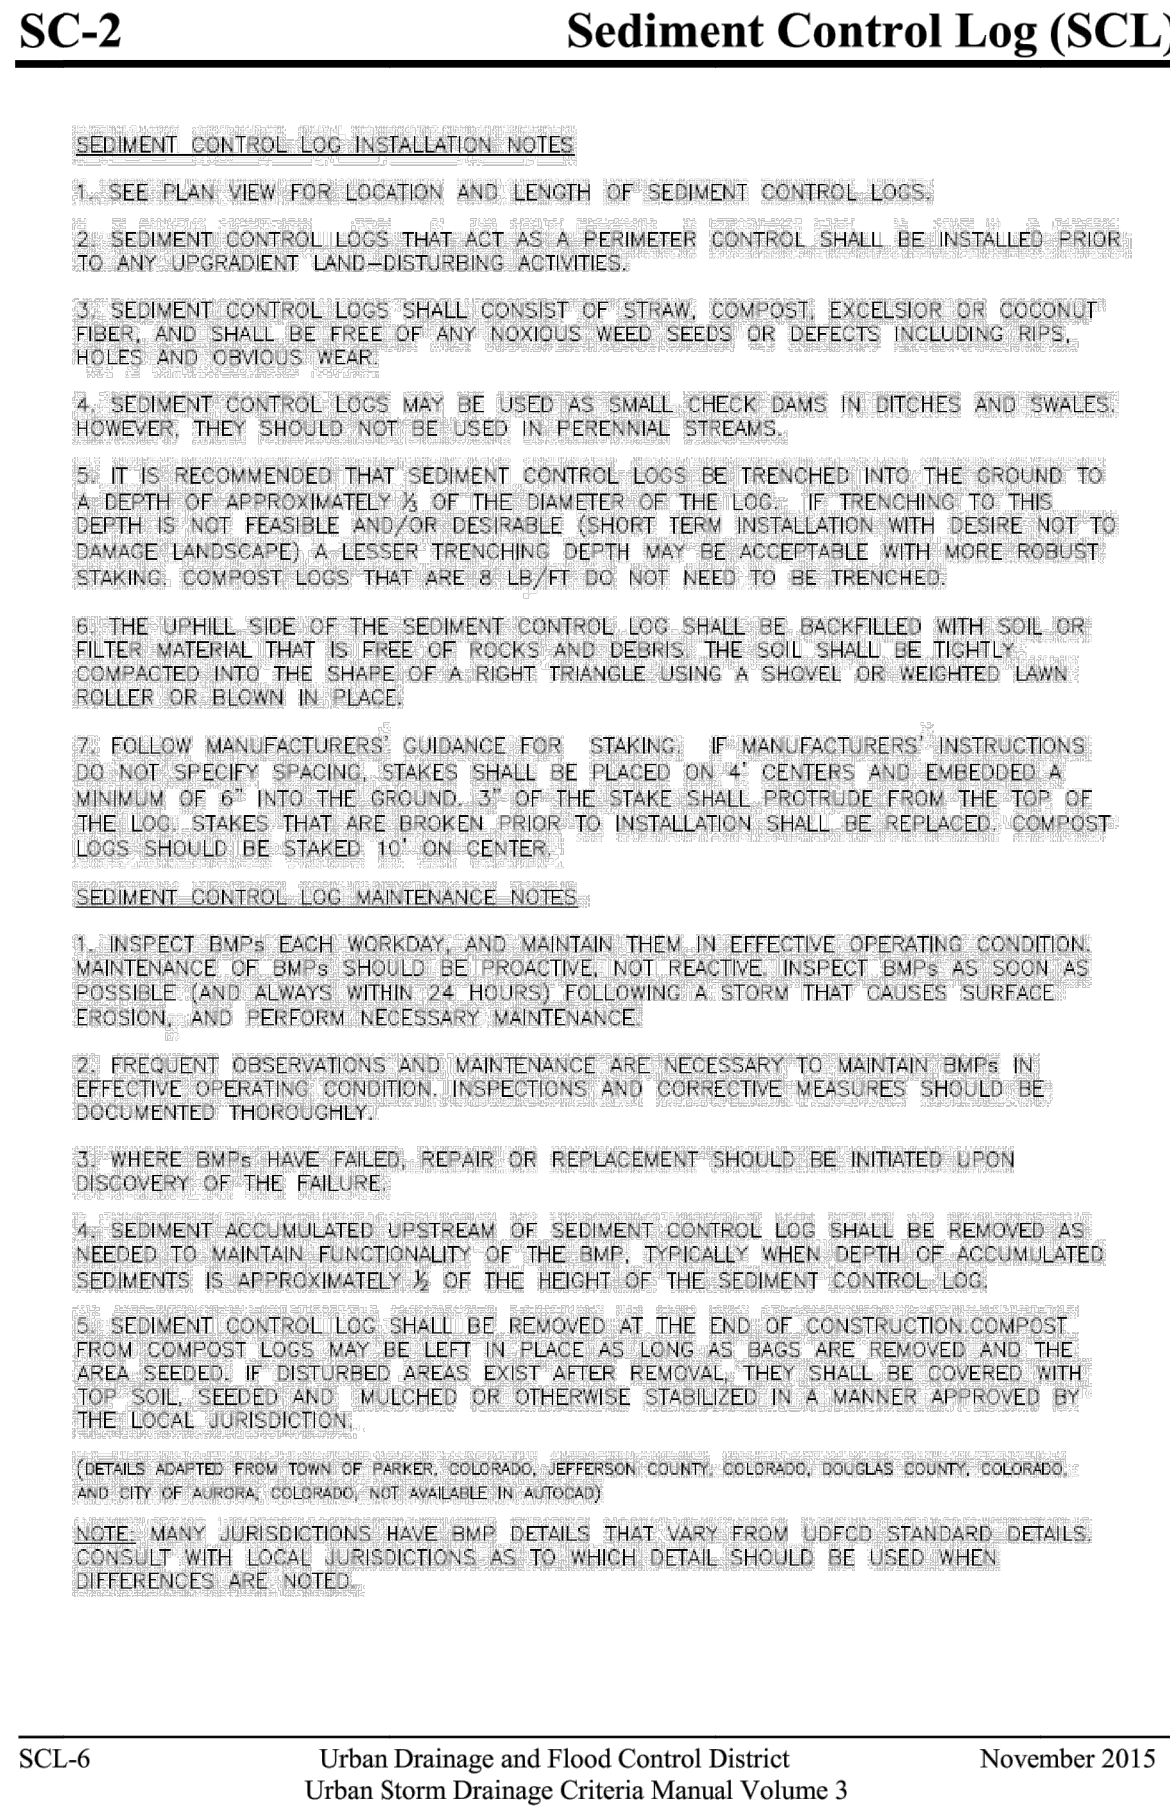 SC-2 Sediment Control Log (SCL)
SEDIMENT CONTROL LOG INSTALLATION NOTES
1. SEE PLAN VIEW FOR LOCATION AND LENGTH OF SEDIMENT CONTROL LOGS.
2. SEDIMENT CONTROL LOGS THAT ACT AS A PERIMETER CONTROL SHALL BE INSTALLED PRIOR
TO ANY UPGRADIENT LAND-DISTURBING ACTIVITIES.
3. SEDIMENT CONTROL LOGS SHALL CONSIST OF STRAW, COMPOST, EXCELSIOR OR COCONUT
FIBER, AND SHALL BE FREE OF ANY NOXIOUS WEED SEEDS OR DEFECTS INCLUDING RIPS,
HOLES AND OBVIOUS WEAR.
4. SEDIMENT CONTROL LOGS MAY BE USED AS SMALL CHECK DAMS IN DITCHES AND SWALES.
HOWEVER, THEY SHOULD NOT BE USED IN PERENNIAL STREAMS.
5. IT IS RECOMMENDED THAT SEDIMENT CONTROL LOGS BE TRENCHED INTO THE GROUND TO
A DEPTH OF APPROXIMATELY ⅓ OF THE DIAMETER OF THE LOG. IF TRENCHING TO THIS
DEPTH IS NOT FEASIBLE AND/OR DESIRABLE (SHORT TERM INSTALLATION WITH DESIRE NOT TO
DAMAGE LANDSCAPE) A LESSER TRENCHING DEPTH MAY BE ACCEPTABLE WITH MORE ROBUST
STAKING. COMPOST LOGS THAT ARE 8 LB/FT DO NOT NEED TO BE TRENCHED.
6. THE UPHILL SIDE OF THE SEDIMENT CONTROL LOG SHALL BE BACKFILLED WITH SOIL OR
FILTER MATERIAL THAT IS FREE OF ROCKS AND DEBRIS. THE SOIL SHALL BE TIGHTLY
COMPACTED INTO THE SHAPE OF A RIGHT TRIANGLE USING A SHOVEL OR WEIGHTED LAWN
ROLLER OR BLOWN IN PLACE.
7. FOLLOW MANUFACTURERS' GUIDANCE FOR STAKING. IF MANUFACTURERS' INSTRUCTIONS
DO NOT SPECIFY SPACING, STAKES SHALL BE PLACED ON 4' CENTERS AND EMBEDDED A
MINIMUM OF 6" INTO THE GROUND. 3" OF THE STAKE SHALL PROTRUDE FROM THE TOP OF
THE LOG. STAKES THAT ARE BROKEN PRIOR TO INSTALLATION SHALL BE REPLACED. COMPOST
LOGS SHOULD BE STAKED 10' ON CENTER.
SEDIMENT CONTROL LOG MAINTENANCE NOTES
1. INSPECT BMPs EACH WORKDAY, AND MAINTAIN THEM IN EFFECTIVE OPERATING CONDITION.
MAINTENANCE OF BMPs SHOULD BE PROACTIVE, NOT REACTIVE. INSPECT BMPs AS SOON AS
POSSIBLE (AND ALWAYS WITHIN 24 HOURS) FOLLOWING A STORM THAT CAUSES SURFACE
EROSION, AND PERFORM NECESSARY MAINTENANCE.
2. FREQUENT OBSERVATIONS AND MAINTENANCE ARE NECESSARY TO MAINTAIN BMPs IN
EFFECTIVE OPERATING CONDITION. INSPECTIONS AND CORRECTIVE MEASURES SHOULD BE
DOCUMENTED THOROUGHLY.
3. WHERE BMPs HAVE FAILED, REPAIR OR REPLACEMENT SHOULD BE INITIATED UPON
DISCOVERY OF THE FAILURE.
4. SEDIMENT ACCUMULATED UPSTREAM OF SEDIMENT CONTROL LOG SHALL BE REMOVED AS
NEEDED TO MAINTAIN FUNCTIONALITY OF THE BMP, TYPICALLY WHEN DEPTH OF ACCUMULATED
SEDIMENTS IS APPROXIMATELY ½ OF THE HEIGHT OF THE SEDIMENT CONTROL LOG.
5. SEDIMENT CONTROL LOG SHALL BE REMOVED AT THE END OF CONSTRUCTION.COMPOST
FROM COMPOST LOGS MAY BE LEFT IN PLACE AS LONG AS BAGS ARE REMOVED AND THE
AREA SEEDED. IF DISTURBED AREAS EXIST AFTER REMOVAL, THEY SHALL BE COVERED WITH
TOP SOIL, SEEDED AND MULCHED OR OTHERWISE STABILIZED IN A MANNER APPROVED BY
THE LOCAL JURISDICTION.
(DETAILS ADAPTED FROM TOWN OF PARKER, COLORADO, JEFFERSON COUNTY, COLORADO, DOUGLAS COUNTY, COLORADO,
AND CITY OF AURORA, COLORADO, NOT AVAILABLE IN AUTOCAD)
NOTE: MANY JURISDICTIONS HAVE BMP DETAILS THAT VARY FROM UDFCD STANDARD DETAILS.
CONSULT WITH LOCAL JURISDICTIONS AS TO WHICH DETAIL SHOULD BE USED WHEN
DIFFERENCES ARE NOTED.
SCL-6 Urban Drainage and Flood Control District November 2015
Urban Storm Drainage Criteria Manual Volume 3